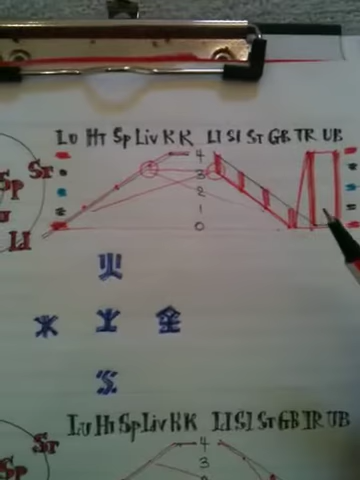 LU HT Sp Liv K K LI SI ST GB TR UB
4
ST
3
Sp
2
1
LI
0
火
木 土 金
水
LU HT Sp Liv K K LI SI ST GB TR UB
4
ST
3
Sp